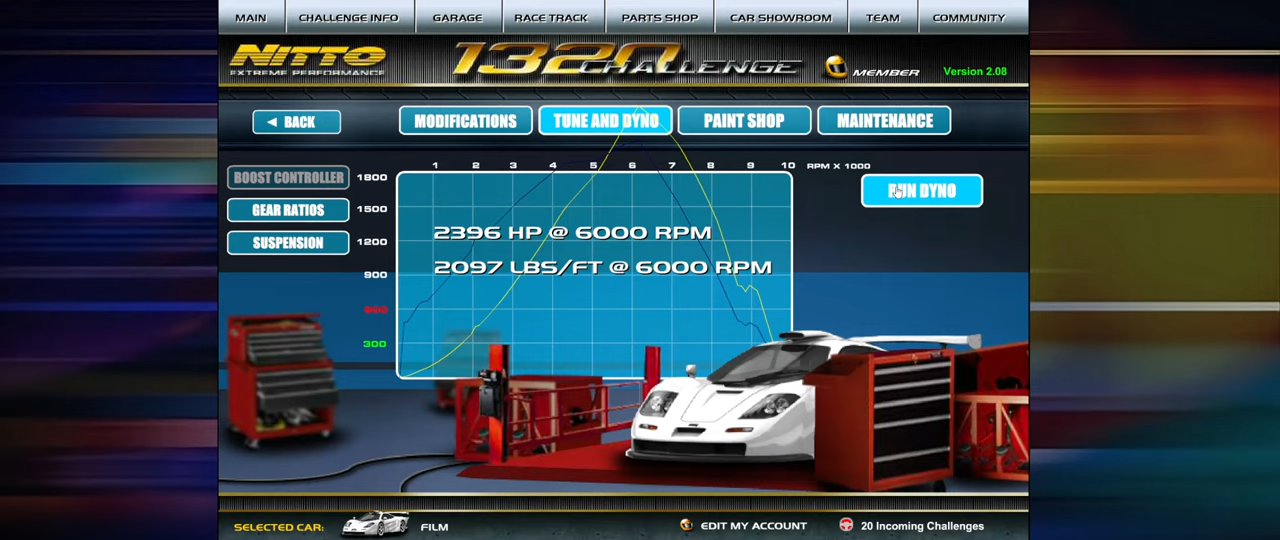 MAIN
CHALLENGE INFO
GARAGE
RACE TRACK
PARTS SHOP
CAR SHOWROOM
TEAM
COMMUNITY
NITTO
EXTREME PERFORMANCE
1320 CHALLENGE
MEMBER
Version 2.08
◄ BACK
MODIFICATIONS
TUNE AND DYNO
PAINT SHOP
MAINTENANCE
1 2 3 4 5 6 7 8 9 10 RPM X 1000
BOOST CONTROLLER
GEAR RATIOS
SUSPENSION
1800
1500
1200
900
600
300
RUN DYNO
2396 HP @ 6000 RPM
2097 LBS/FT @ 6000 RPM
SELECTED CAR:
FILM
EDIT MY ACCOUNT
20 Incoming Challenges